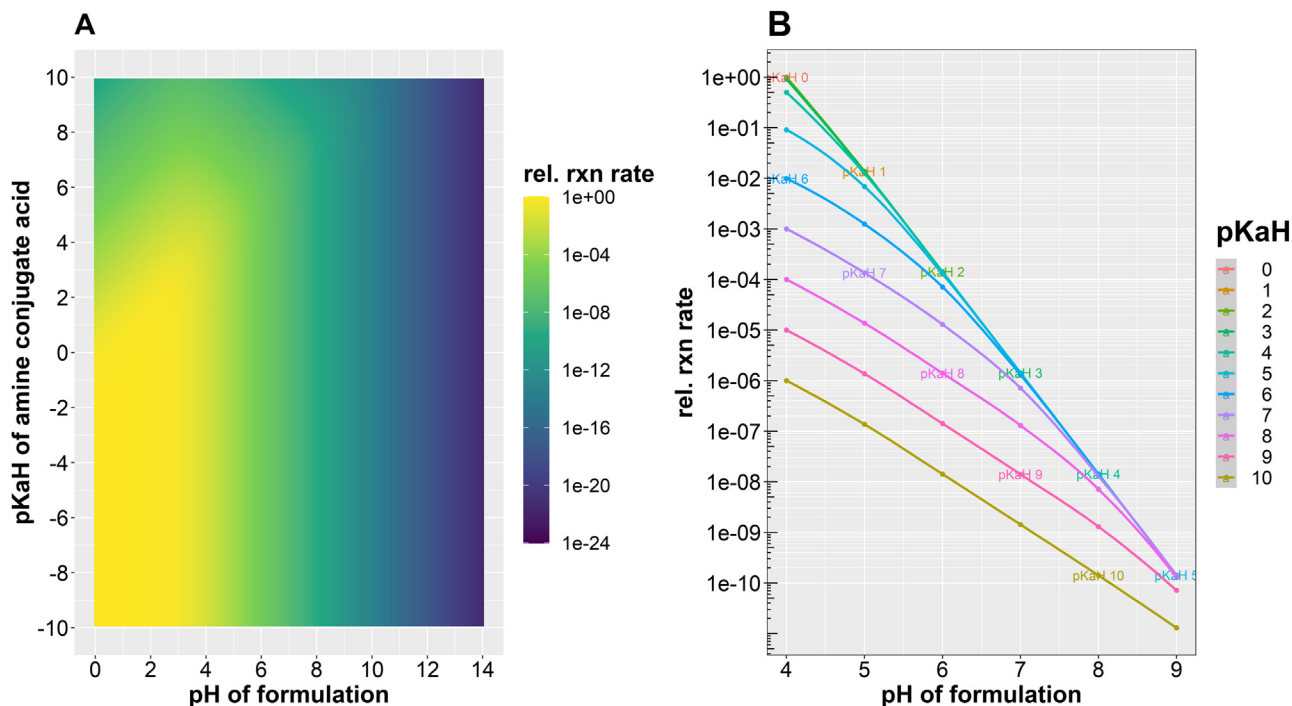 A
10
8
6
4
2
0
-2
-4
-6
-8
-10
pKaH of amine conjugate acid
0 2 4 6 8 10 12 14
pH of formulation
rel. rxn rate
1e+00
1e-04
1e-08
1e-12
1e-16
1e-20
1e-24
B
1e+00
1e-01
1e-02
1e-03
1e-04
1e-05
1e-06
1e-07
1e-08
1e-09
1e-10
rel. rxn rate
pKaH 0
pKaH 1
KaH 6
pKaH 7
pKaH 2
pKaH 8
pKaH 3
pKaH 9
pKaH 4
pKaH 10
pKaH 5
4 5 6 7 8 9
pH of formulation
pKaH
0
1
2
3
4
5
6
7
8
9
10